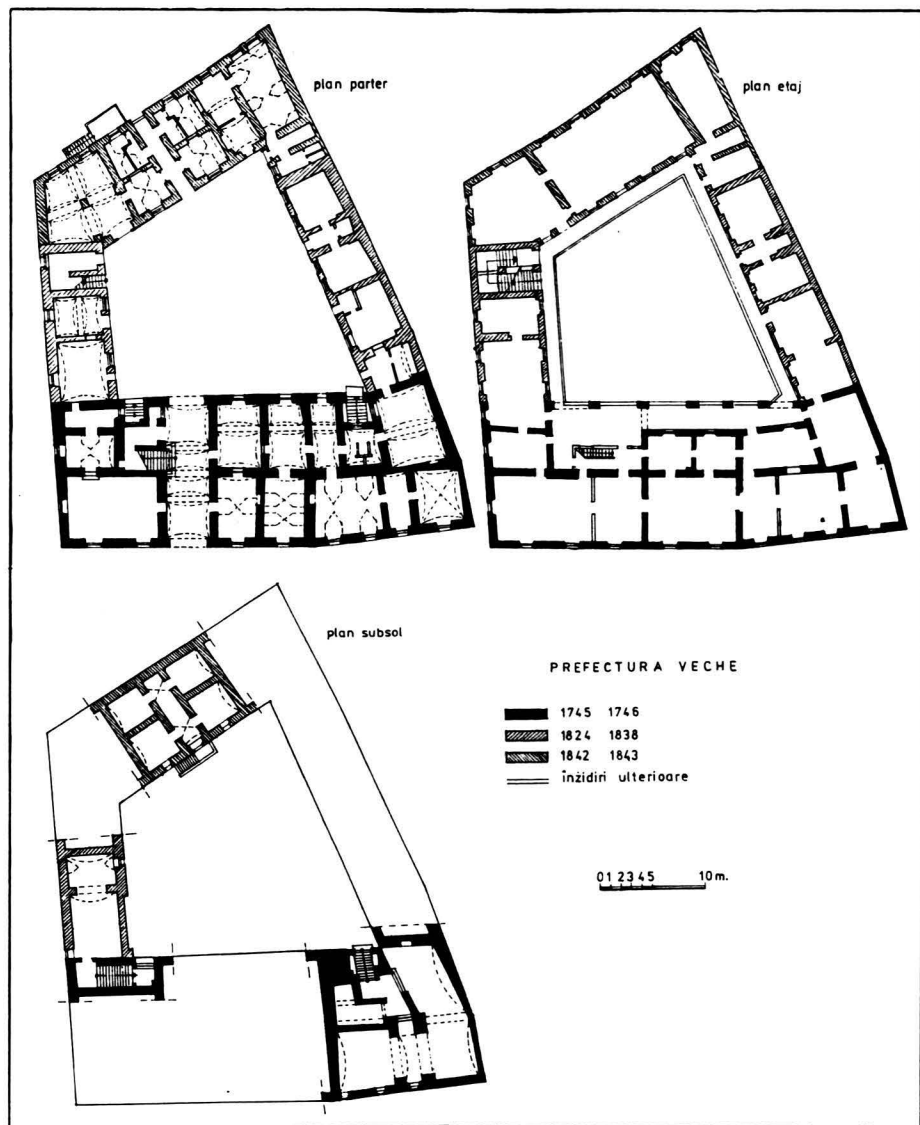 plan parter
plan etaj
plan subsol
PREFECTURA VECHE
1745 1746
1824 1838
1842 1843
înżidiri ulterioare
0 1 2 3 4 5 10 m.